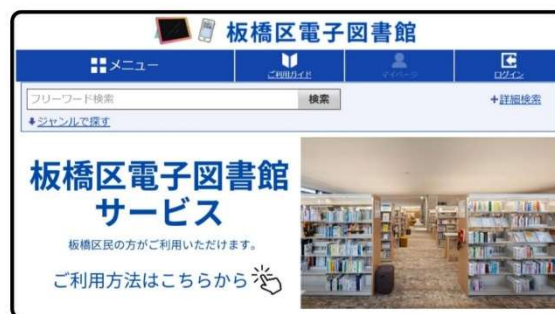 板橋区電子図書館
メニュー
ご利用ガイド
マイページ
ログイン
フリーワード検索
検索
+詳細検索
ジャンルで探す
板橋区電子図書館
サービス
板橋区民の方がご利用いただけます。
ご利用方法はこちらから